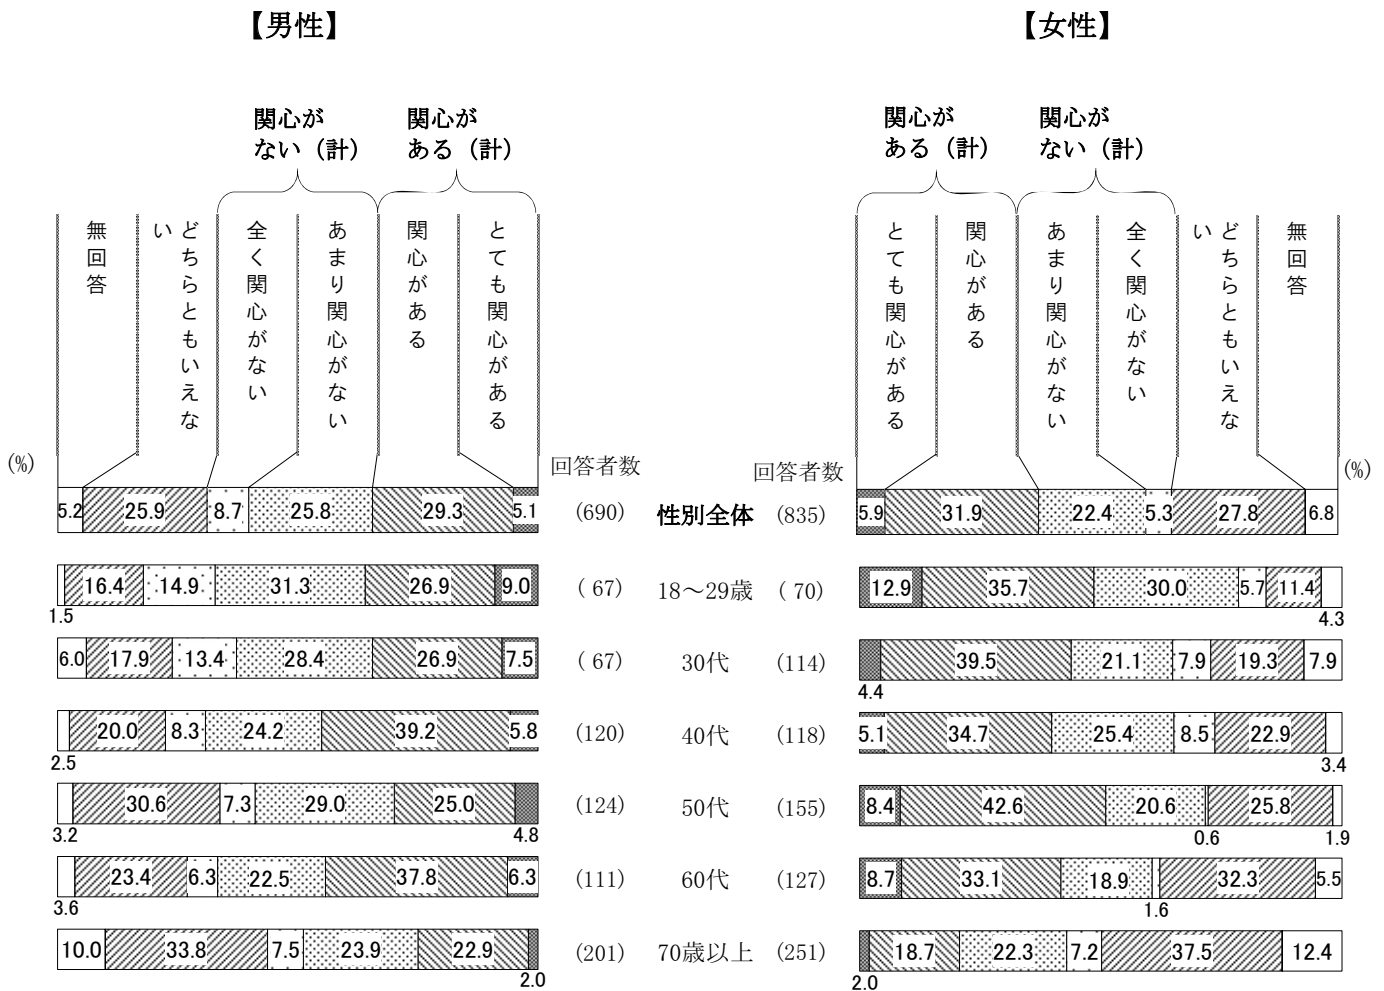 【男性】
【女性】
関心が
ない（計）
関心が
ある（計）
関心が
ある（計）
関心が
ない（計）
無回答
どちらともいえな
い
全く関心がない
あまり関心がない
関心がある
とても関心がある
とても関心がある
関心がある
あまり関心がない
全く関心がない
どちらともいえな
い
無回答
(%)
回答者数
回答者数
(%)
5.2 25.9 8.7 25.8 29.3 5.1 (690) 性別全体 (835) 5.9 31.9 22.4 5.3 27.8 6.8
16.4 14.9 31.3 26.9 9.0 ( 67) 18～29歳 ( 70) 12.9 35.7 30.0 5.7 11.4
1.5 4.3
6.0 17.9 13.4 28.4 26.9 7.5 ( 67) 30代 (114) 39.5 21.1 7.9 19.3 7.9
4.4
20.0 8.3 24.2 39.2 5.8 (120) 40代 (118) 5.1 34.7 25.4 8.5 22.9
2.5 3.4
30.6 7.3 29.0 25.0 (124) 50代 (155) 8.4 42.6 20.6 25.8
3.2 4.8 0.6 1.9
23.4 6.3 22.5 37.8 6.3 (111) 60代 (127) 8.7 33.1 18.9 32.3 5.5
3.6 1.6
10.0 33.8 7.5 23.9 22.9 (201) 70歳以上 (251) 18.7 22.3 7.2 37.5 12.4
2.0 2.0